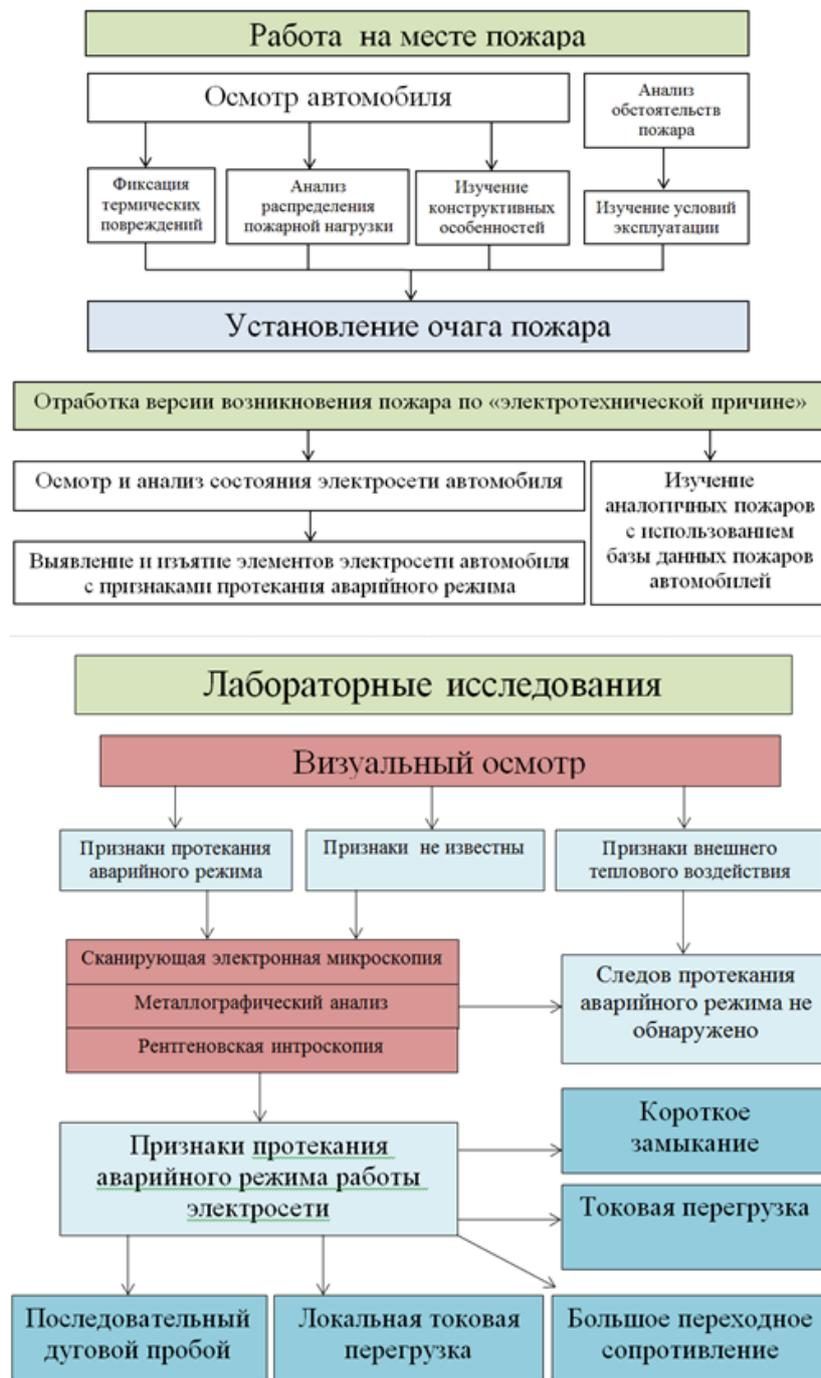 Работа на месте пожара
Осмотр автомобиля
Анализ
обстоятельств
пожара
Фиксация
термических
повреждений
Анализ
распределения
пожарной нагрузки
Изучение
конструктивных
особенностей
Изучение условий
эксплуатации
Установление очага пожара
Отработка версии возникновения пожара по «электротехнической причине»
Осмотр и анализ состояния электросети автомобиля
Выявление и изъятие элементов электросети автомобиля
с признаками протекания аварийного режима
Изучение
аналогичных пожаров
с использованием
базы данных пожаров
автомобилей
Лабораторные исследования
Визуальный осмотр
Признаки протекания
аварийного режима
Признаки не известны
Признаки внешнего
теплового воздействия
Сканирующая электронная микроскопия
Металлографический анализ
Рентгеновская интроскопия
Следов протекания
аварийного режима не
обнаружено
Признаки протекания
аварийного режима работы
электросети
Короткое
замыкание
Токовая перегрузка
Последовательный
дуговой пробой
Локальная токовая
перегрузка
Большое переходное
сопротивление